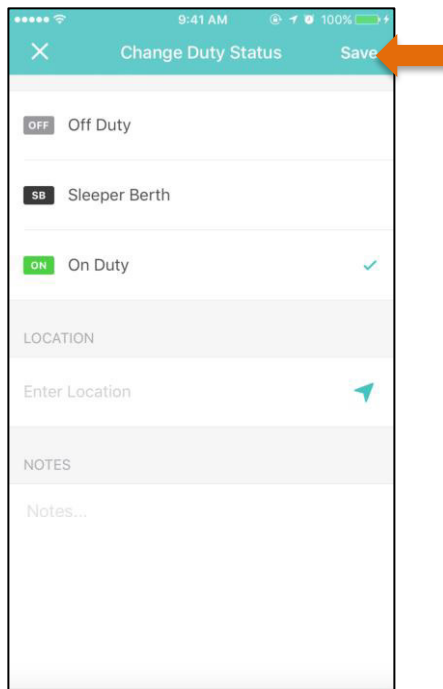 9:41 AM 100%
Change Duty Status Save
OFF Off Duty
SB Sleeper Berth
ON On Duty
LOCATION
Enter Location
NOTES
Notes...